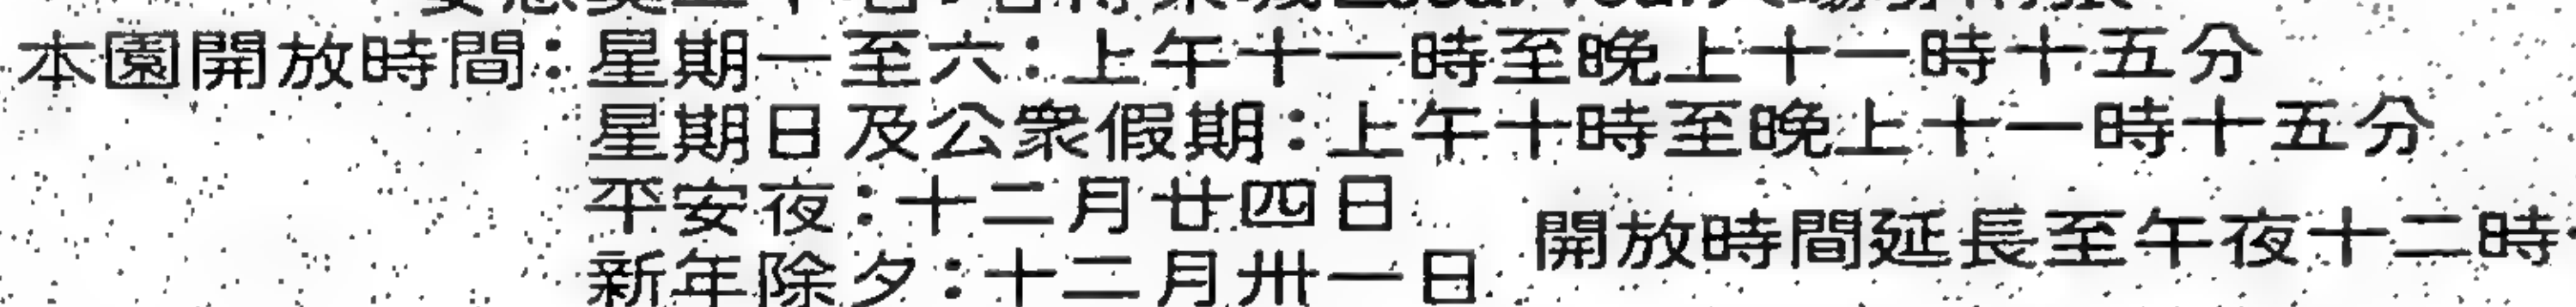 本園開放時間：星期一至六：上午十一時至晚上十一時十五分
星期日及公衆假期：上午十時至晚上十一時十五分
平安夜：十二月廿四日
開放時間延長至午夜十二時
新年除夕：十二月卅一日